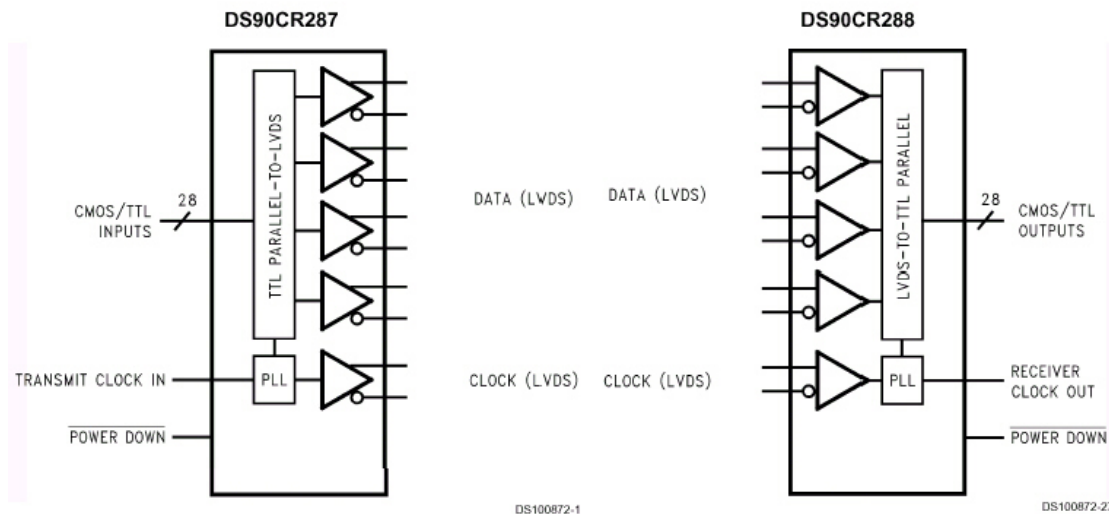 DS90CR287
DS90CR288
TTL PARALLEL-TO-LVDS
LVDS-TO-TTL PARALLEL
28
CMOS/TTL
INPUTS
DATA (LVDS)
DATA (LVDS)
28
CMOS/TTL
OUTPUTS
TRANSMIT CLOCK IN
PLL
CLOCK (LVDS)
CLOCK (LVDS)
PLL
RECEIVER
CLOCK OUT
POWER DOWN
POWER DOWN
DS100872-1